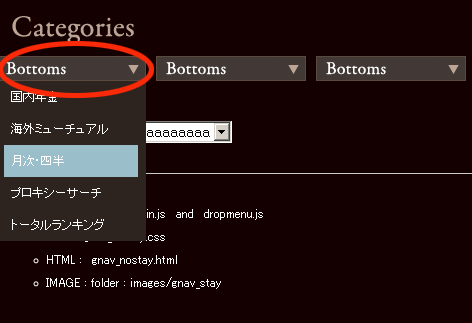 Categories
Bottoms ▼ Bottoms ▼ Bottoms ▼
国内年金
海外ミューチュアル
aaaaaaaa
月次・四半
プロキシーサーチ
トータルランキング
in.js and dropmenu.js
.css
HTML : gnav_nostay.html
IMAGE : folder : images/gnav_stay